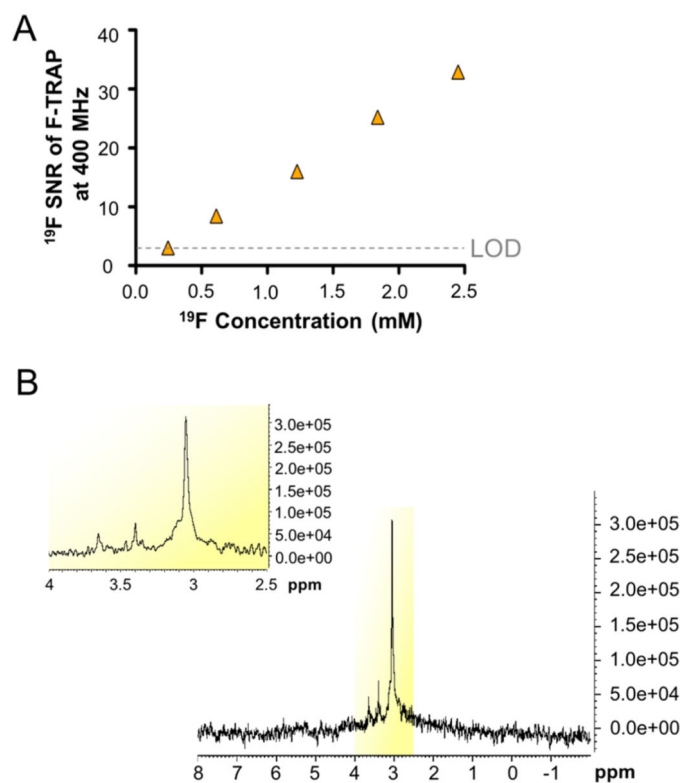 A
¹⁹F SNR of F-TRAP
at 400 MHz
40
30
20
10
0
LOD
0.0 0.5 1.0 1.5 2.0 2.5
¹⁹F Concentration (mM)
B
3.0e+05
2.5e+05
2.0e+05
1.5e+05
1.0e+05
5.0e+04
0.0e+00
4 3.5 3 2.5 ppm
3.0e+05
2.5e+05
2.0e+05
1.5e+05
1.0e+05
5.0e+04
0.0e+00
8 7 6 5 4 3 2 1 0 -1 ppm